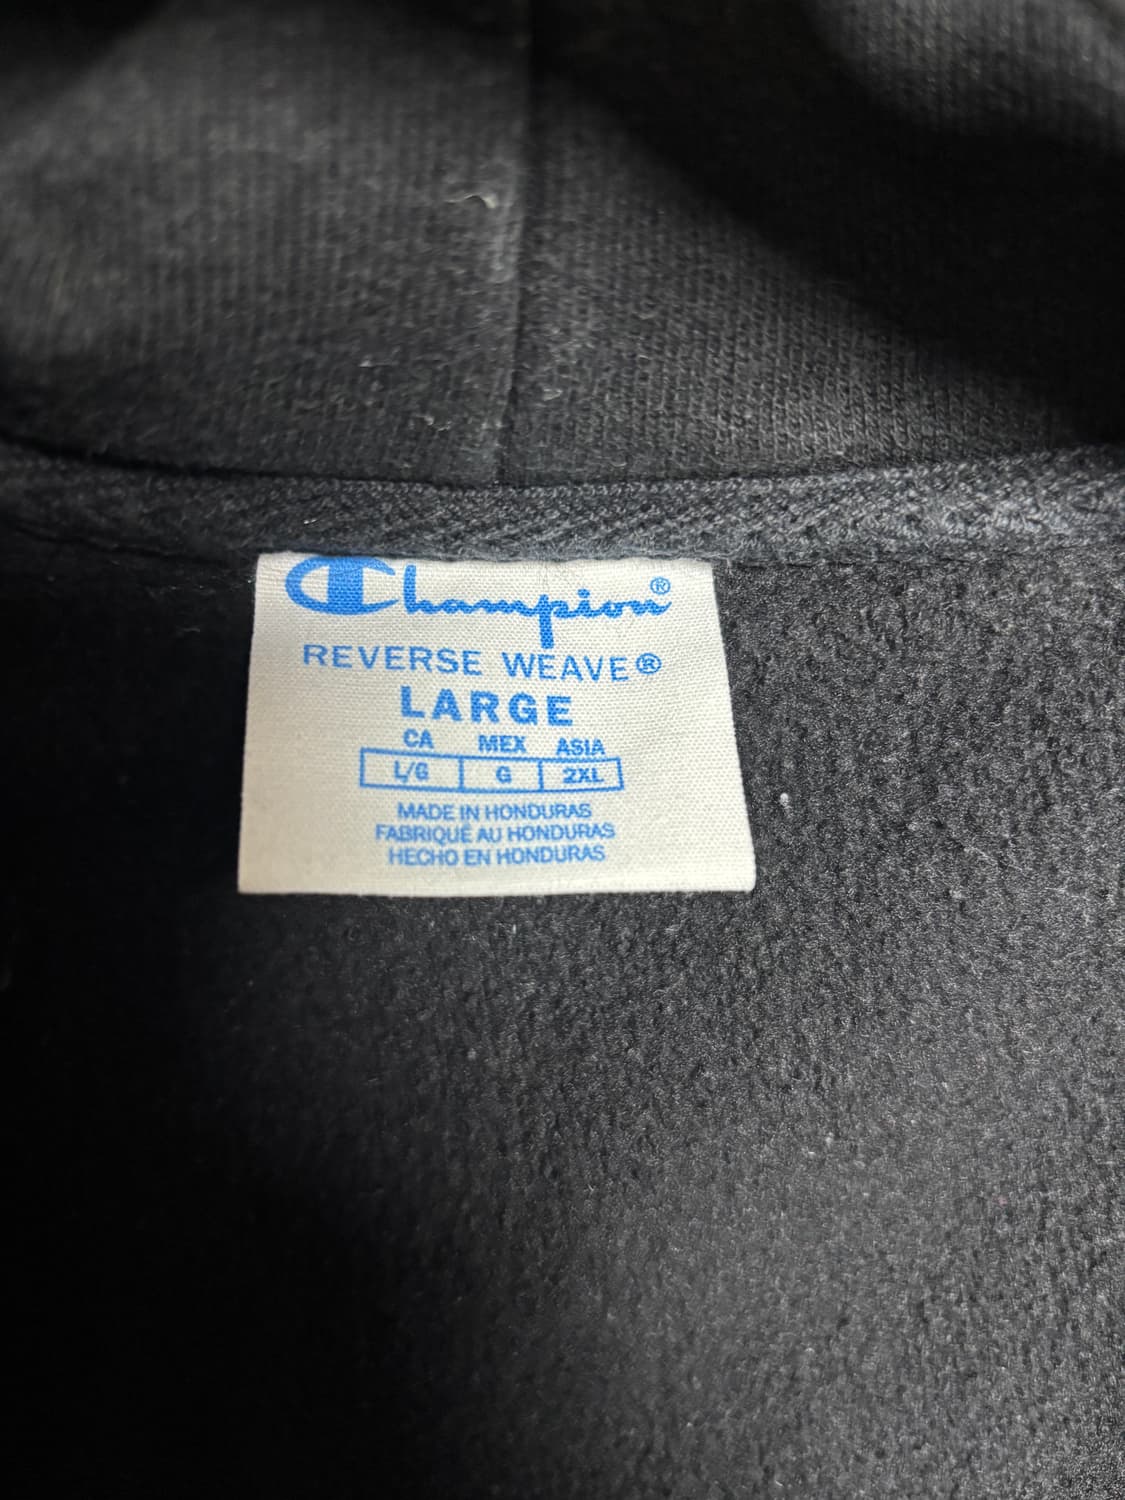 Champion®
REVERSE WEAVE®
LARGE
CA MEX ASIA
L/G G 2XL
MADE IN HONDURAS
FABRIQUÉ AU HONDURAS
HECHO EN HONDURAS